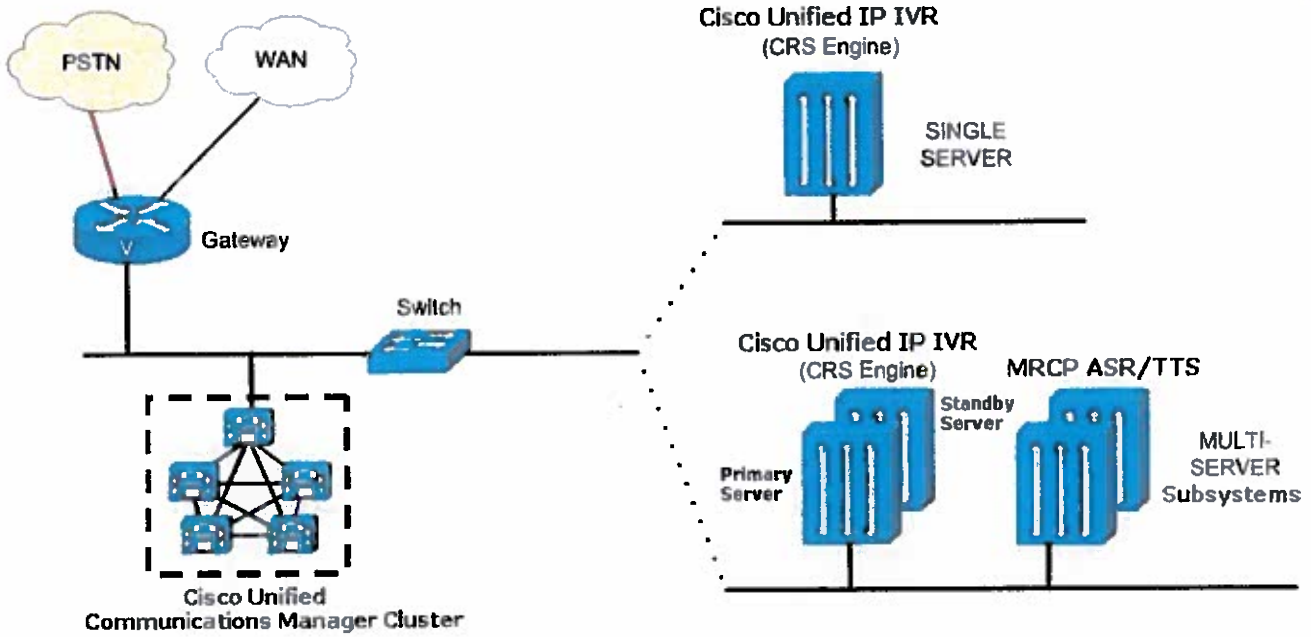 PSTN
WAN
Gateway
V
Switch
Cisco Unified
Communications Manager Cluster
Cisco Unified IP IVR
(CRS Engine)
SINGLE
SERVER
Cisco Unified IP IVR
(CRS Engine)
Primary
Server
Standby
Server
MRCP ASR/TTS
MULTI-
SERVER
Subsystems